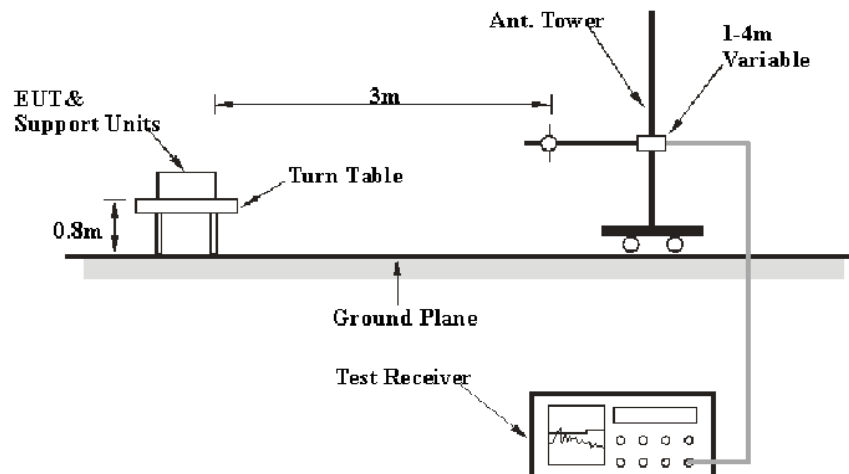 Ant. Tower
1-4m
Variable
3m
EUT &
Support Units
Turn Table
0.8m
Ground Plane
Test Receiver